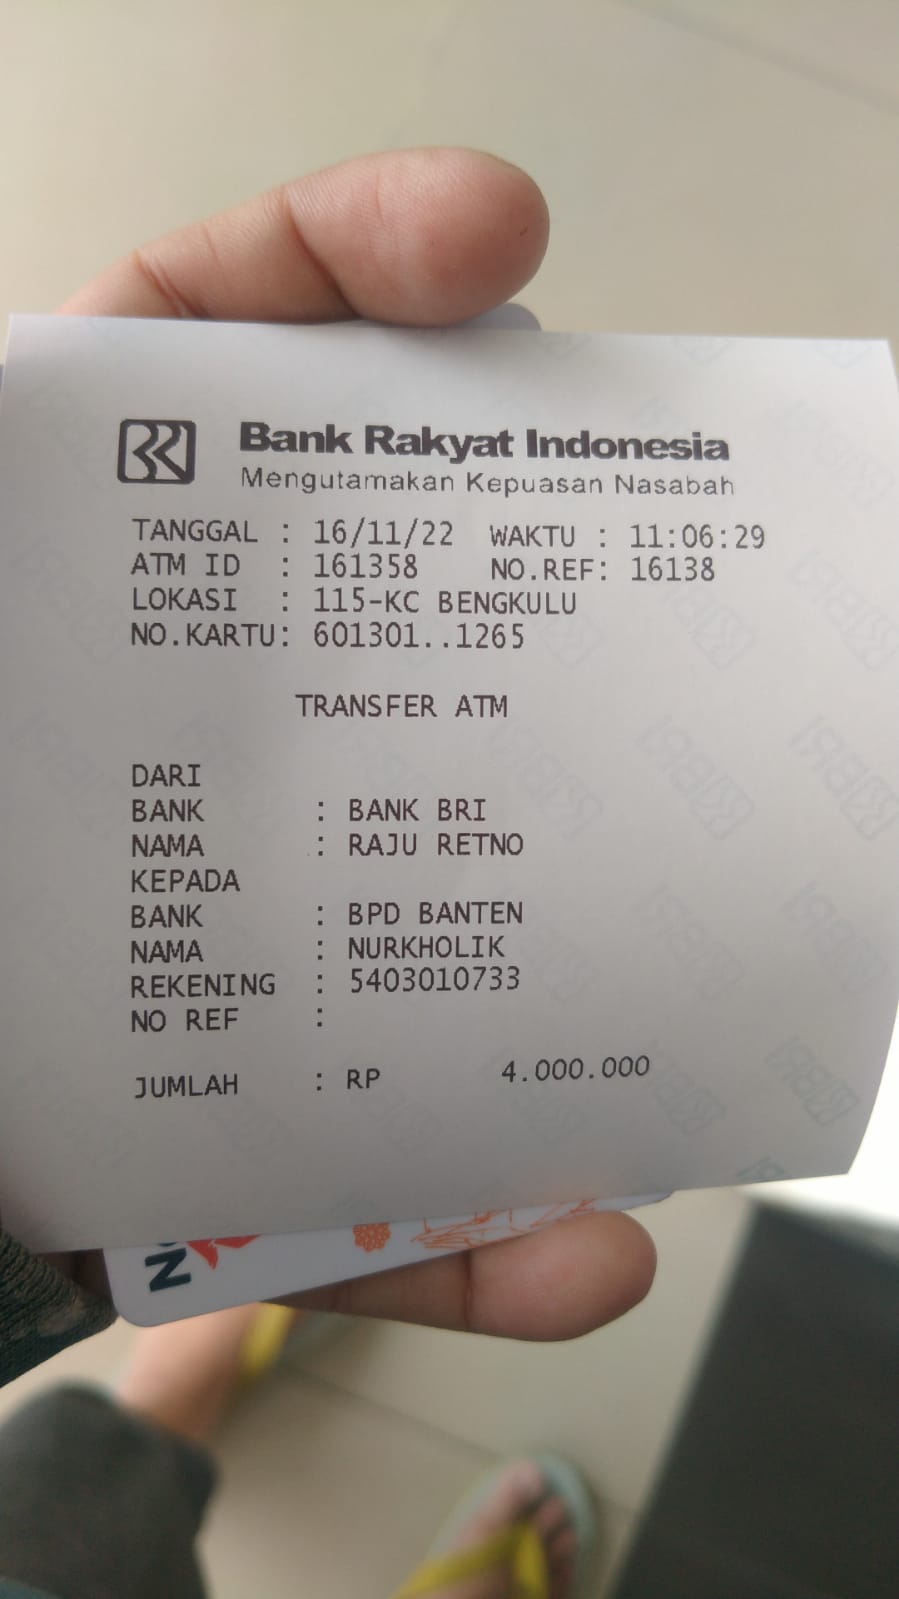 Bank Rakyat Indonesia
Mengutamakan Kepuasan Nasabah
TANGGAL : 16/11/22 WAKTU : 11:06:29
ATM ID : 161358 NO.REF: 16138
LOKASI : 115-KC BENGKULU
NO.KARTU: 601301..1265
TRANSFER ATM
DARI
BANK : BANK BRI
NAMA : RAJU RETNO
KEPADA
BANK : BPD BANTEN
NAMA : NURKHOLIK
REKENING : 5403010733
NO REF :
JUMLAH : RP 4.000.000